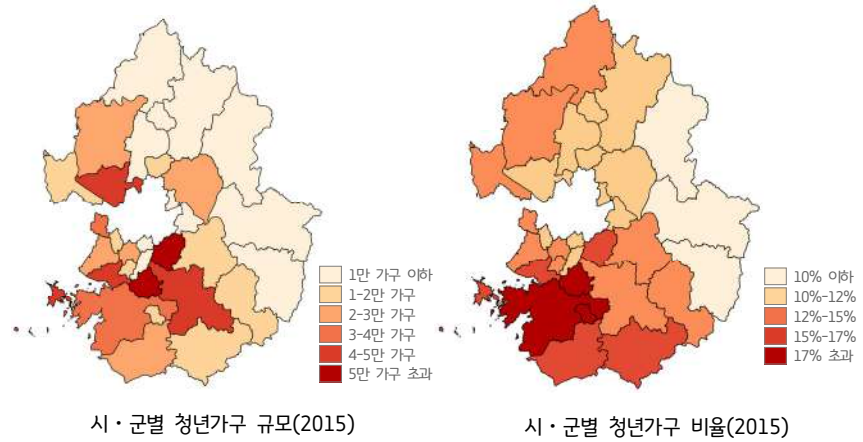 1만 가구 이하
1-2만 가구
2-3만 가구
3-4만 가구
4-5만 가구
5만 가구 초과
시・군별 청년가구 규모(2015)
10% 이하
10%-12%
12%-15%
15%-17%
17% 초과
시・군별 청년가구 비율(2015)